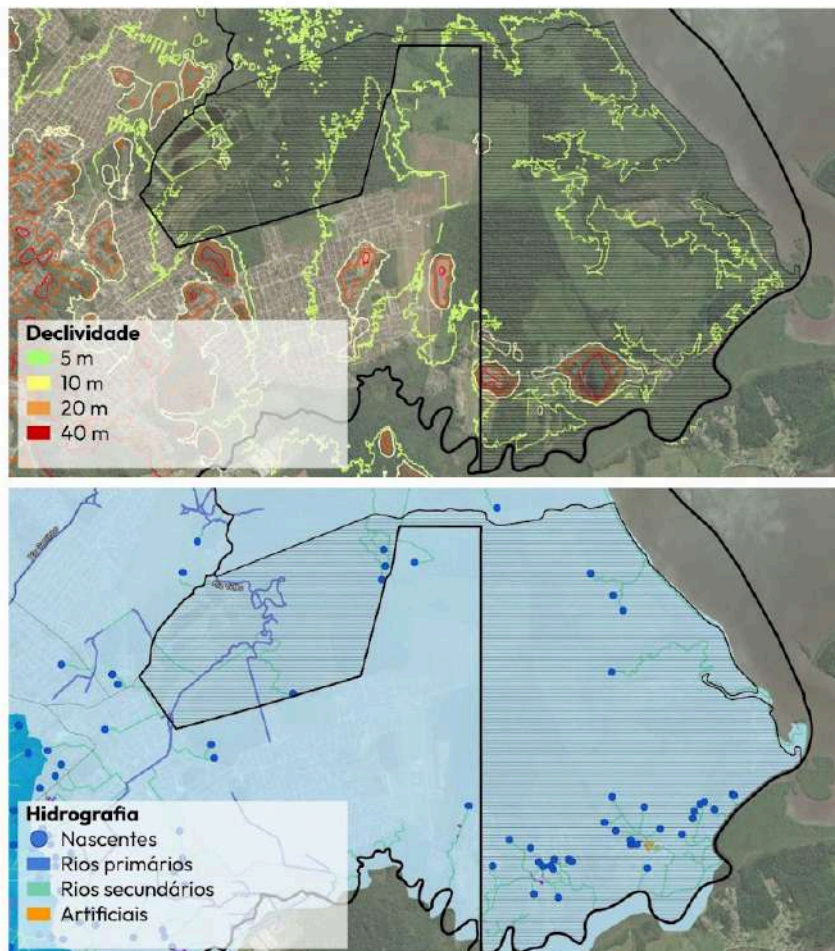 Declividade
5 m
10 m
20 m
40 m
Hidrografia
Nascentes
Rios primários
Rios secundários
Artificiais